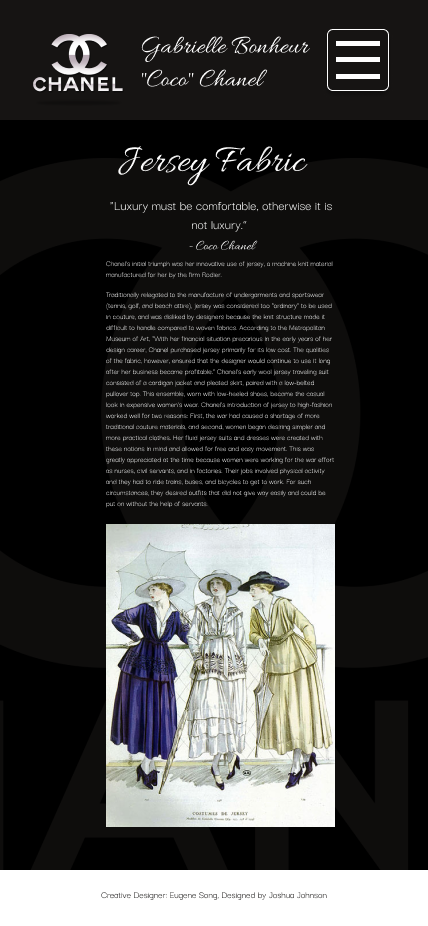 CHANEL
Gabrielle Bonheur
"Coco" Chanel
Jersey Fabric
"Luxury must be comfortable, otherwise it is
not luxury."
- Coco Chanel
Chanel's initial triumph was her innovative use of jersey, a machine knit material
manufactured for her by the firm Rodier.
Traditionally relegated to the manufacture of undergarments and sportswear
(tennis, golf, and beach attire), jersey was considered too "ordinary" to be used
in couture, and was disliked by designers because the knit structure made it
difficult to handle compared to woven fabrics. According to the Metropolitan
Museum of Art, "With her financial situation precarious in the early years of her
design career, Chanel purchased jersey primarily for its low cost. The qualities
of the fabric, however, ensured that the designer would continue to use it long
after her business became profitable." Chanel's early wool jersey traveling suit
consisted of a cardigan jacket and pleated skirt, paired with a low-belted
pullover top. This ensemble, worn with low-heeled shoes, became the casual
look in expensive women's wear. Chanel's introduction of jersey to high-fashion
worked well for two reasons: First, the war had caused a shortage of more
traditional couture materials, and second, women began desiring simpler and
more practical clothes. Her fluid jersey suits and dresses were created with
these notions in mind and allowed for free and easy movement. This was
greatly appreciated at the time because women were working for the war effort
as nurses, civil servants, and in factories. Their jobs involved physical activity
and they had to ride trains, buses, and bicycles to get to work. For such
circumstances, they desired outfits that did not give way easily and could be
put on without the help of servants.
COSTUMES DE JERSEY
Creative Designer: Eugene Song, Designed by Joshua Johnson